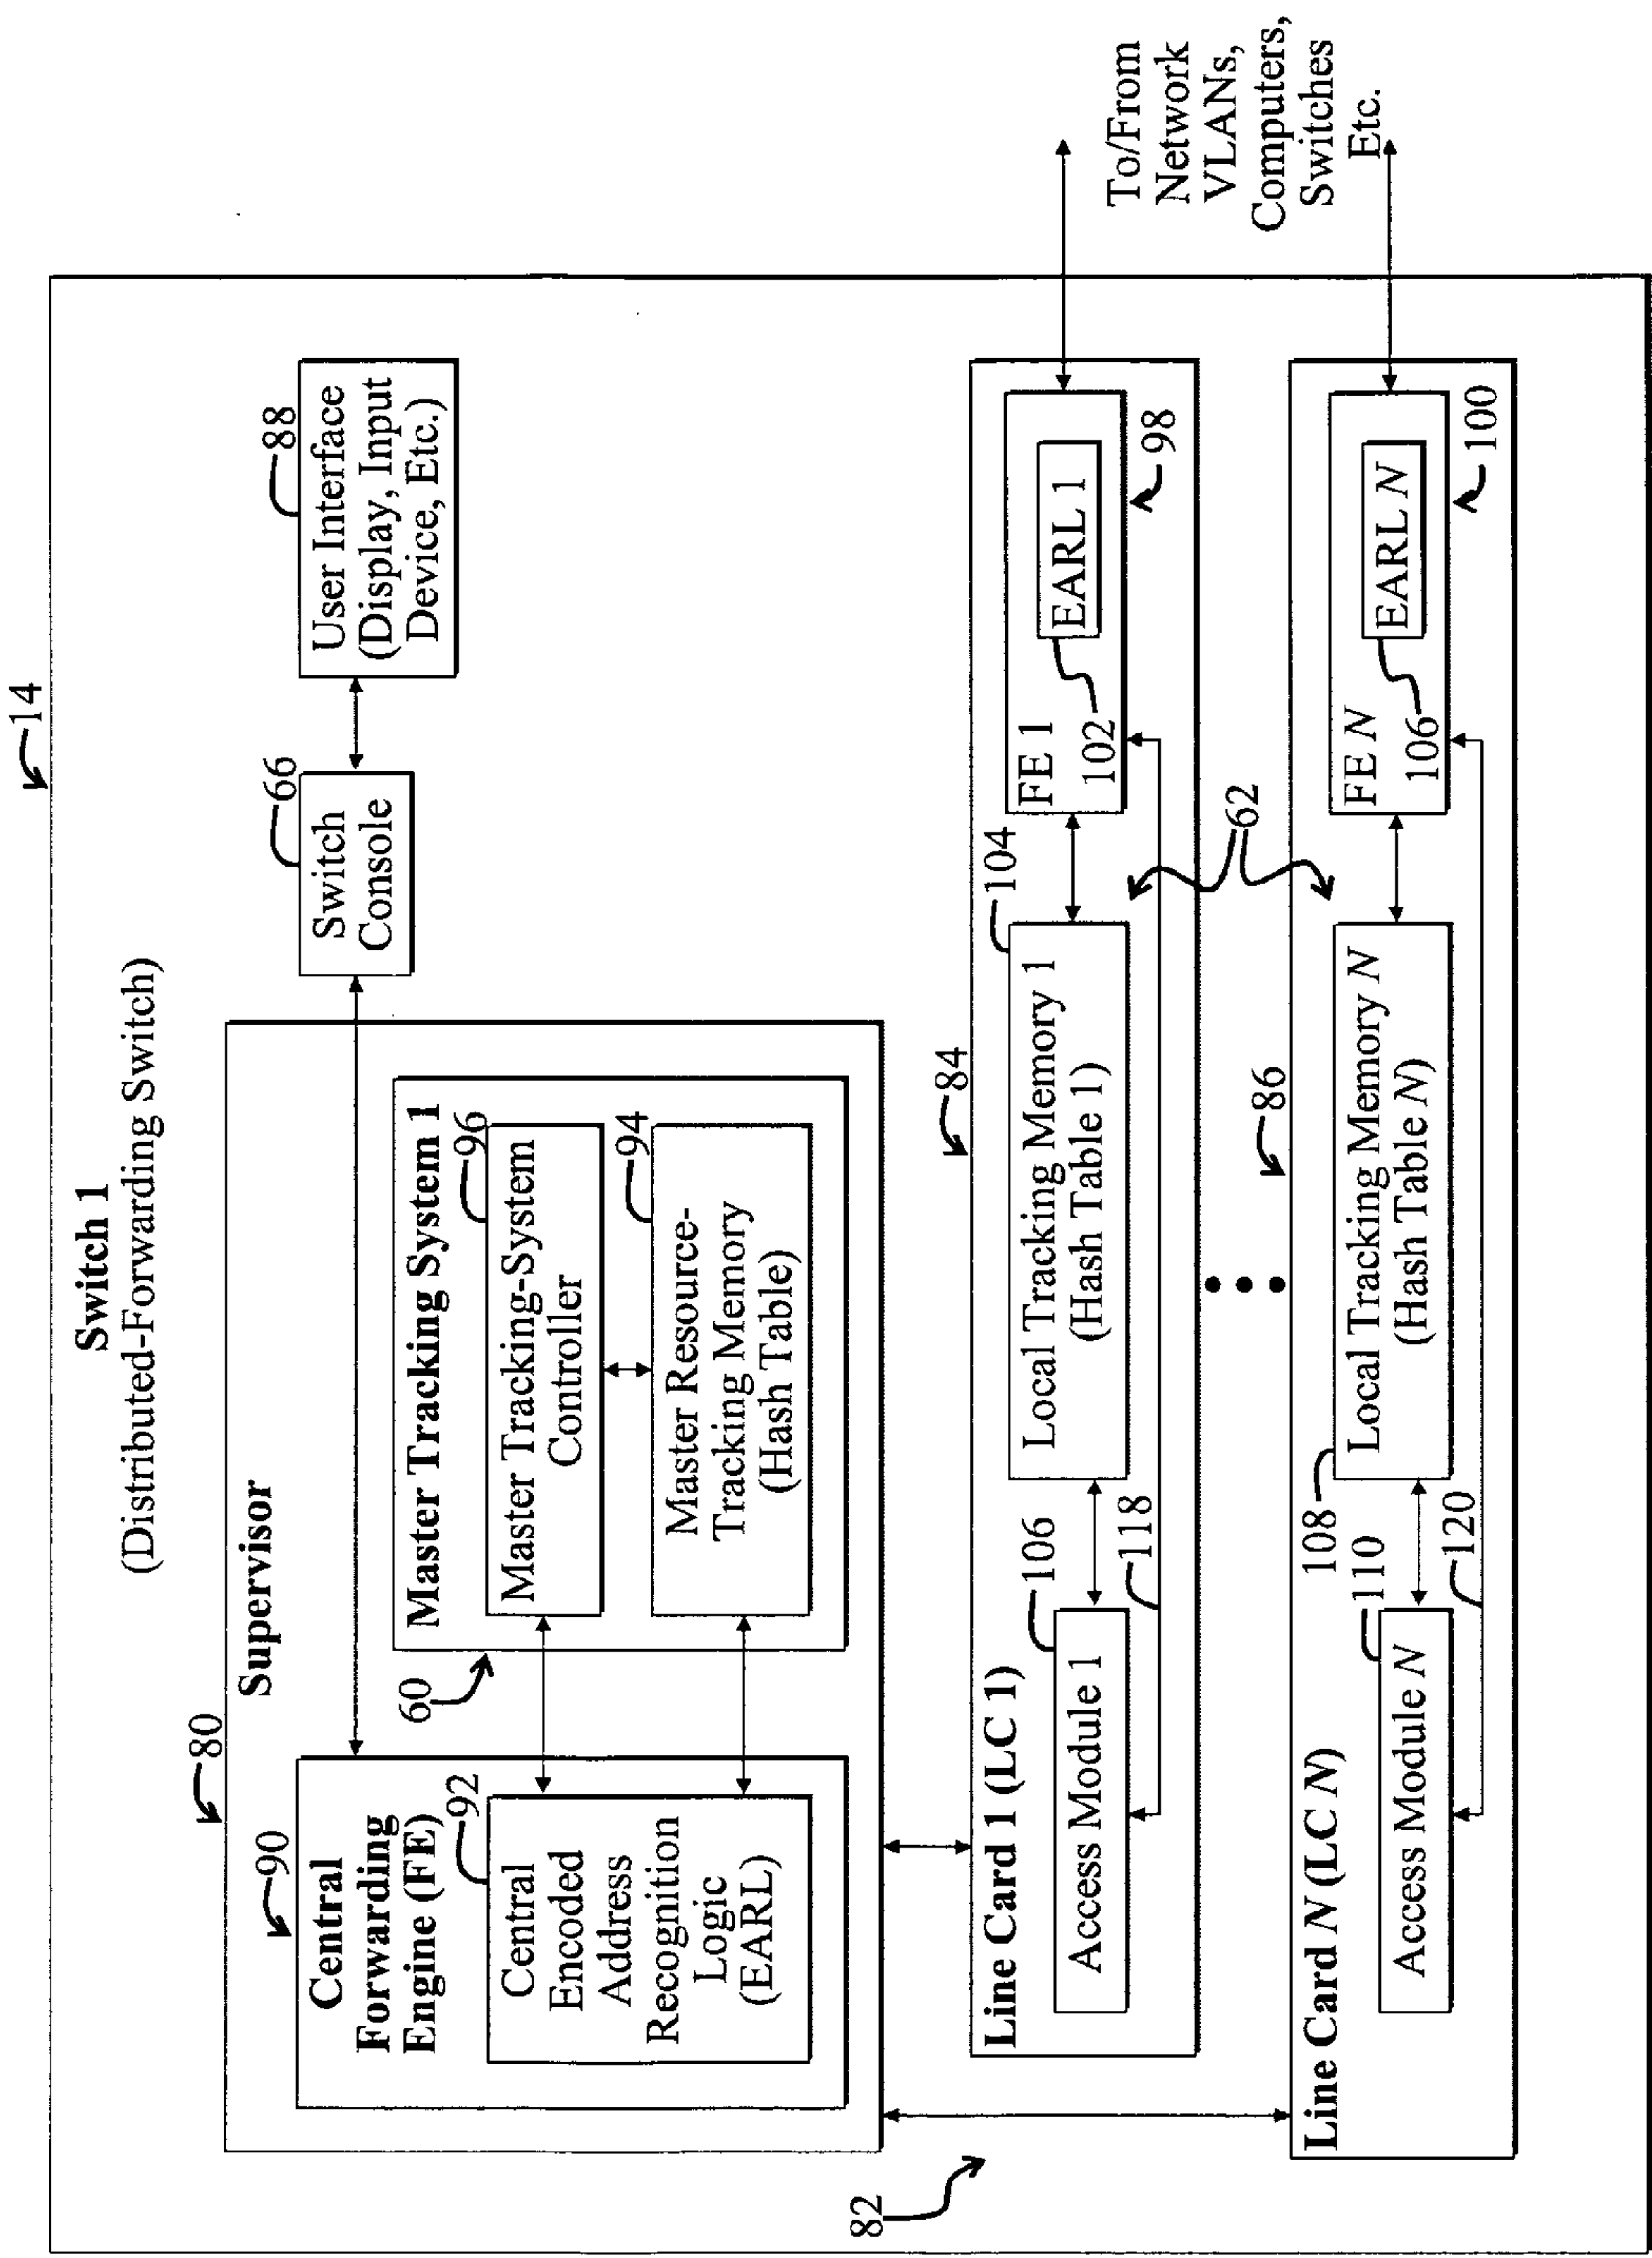 14
Switch 1
(Distributed-Forwarding Switch)
80
Supervisor
90
Central
Forwarding
Engine (FE)
92
Central
Encoded
Address
Recognition
Logic
(EARL)
60
Master Tracking System 1
96
Master Tracking-System
Controller
94
Master Resource-
Tracking Memory
(Hash Table)
66
Switch
Console
88
User Interface
(Display, Input
Device, Etc.)
82
84
Line Card 1 (LC 1)
106
Access Module 1
118
104
Local Tracking Memory 1
(Hash Table 1)
62
FE 1
102
EARL 1
98
86
Line Card N (LC N)
110
Access Module N
120
108
Local Tracking Memory N
(Hash Table N)
FE N
106
EARL N
100
To/From
Network
VLANs,
Computers,
Switches
Etc.